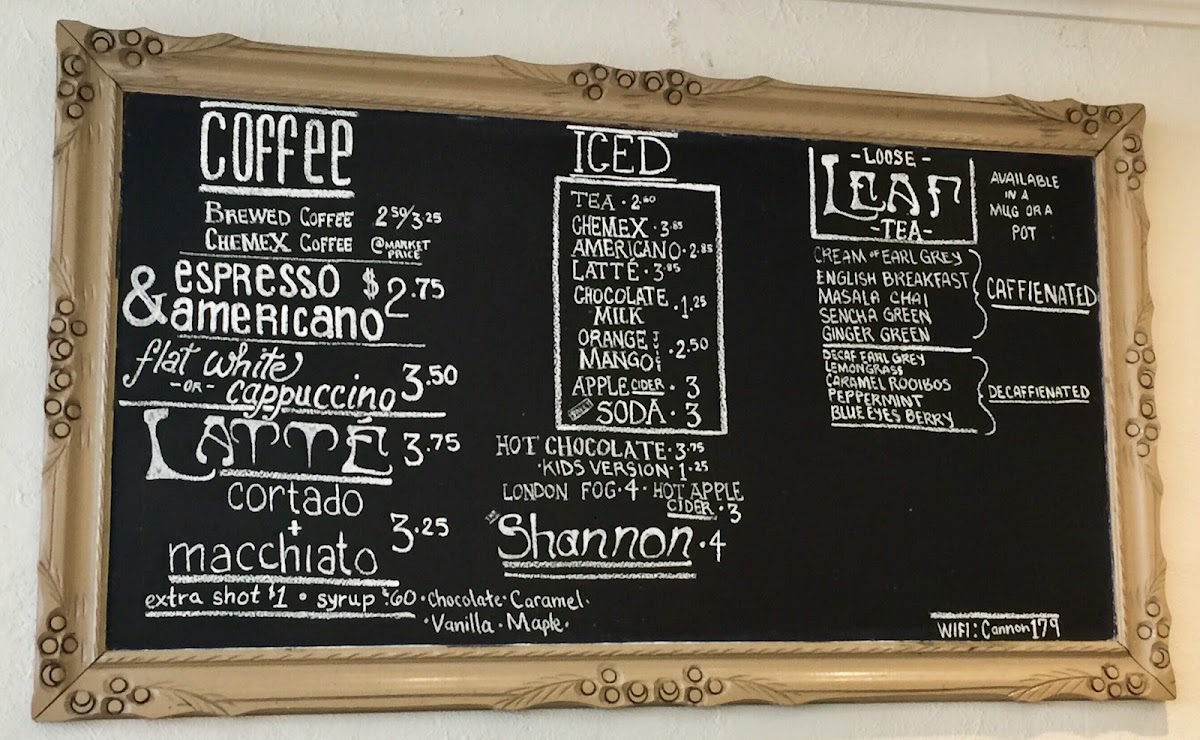 COFFEE
BREWED COFFEE 2.50/3.25
CHEMEX COFFEE @MARKET PRICE
& espresso $2.75
americano
flat white
-OR- cappuccino 3.50
LATTÉ 3.75
cortado
+ 3.25
macchiato
extra shot $1 • syrup $.60 • Chocolate • Caramel •
• Vanilla • Maple •
ICED
TEA • 2.60
CHEMEX • 3.85
AMERICANO • 2.85
LATTÉ • 3.85
CHOCOLATE
MILK • 1.25
ORANGE
MANGO JUICE • 2.50
APPLE CIDER • 3
SODA • 3
HOT CHOCOLATE • 3.75
• KIDS VERSION • 1.25
LONDON FOG • 4 • HOT APPLE
CIDER • 3
THE Shannon • 4
-LOOSE-
LEAF
-TEA-
AVAILABLE
IN A
MUG OR A
POT
CREAM OF EARL GREY
ENGLISH BREAKFAST
MASALA CHAI
SENCHA GREEN
GINGER GREEN
CAFFIENATED
DECAF EARL GREY
LEMONGRASS
CARAMEL ROOIBOS
PEPPERMINT
BLUE EYES BERRY
DECAFFIENATED
WIFI: Cannon179